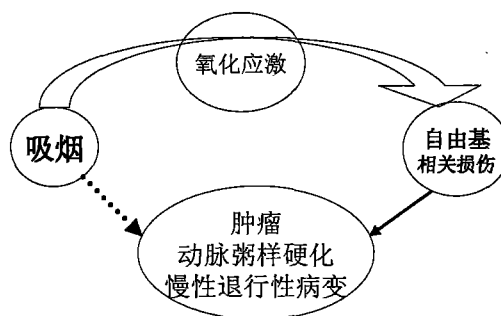 氧化应激
吸烟
自由基
相关损伤
肿瘤
动脉粥样硬化
慢性退行性病变